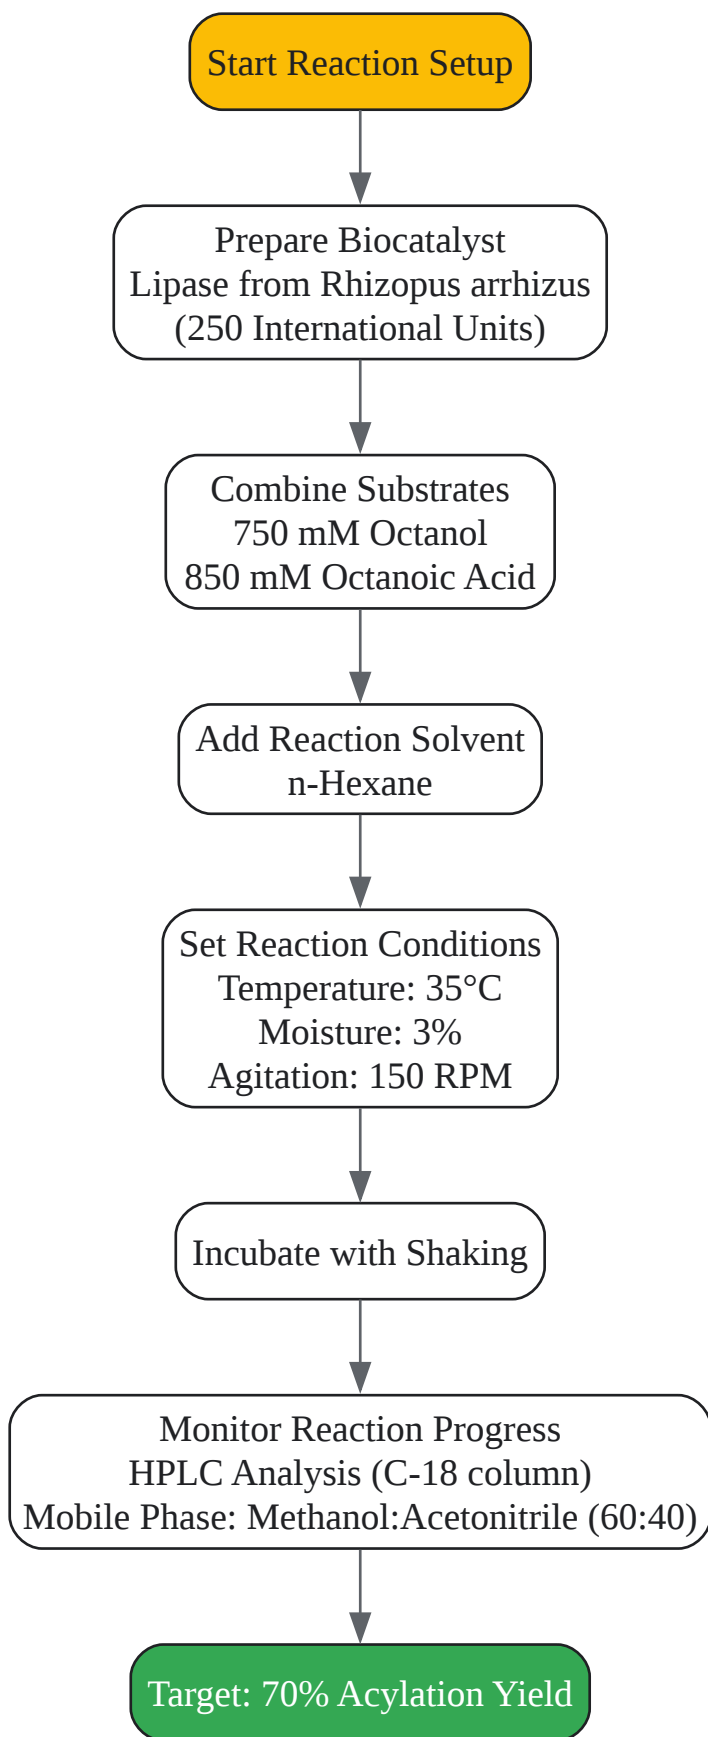 Start Reaction Setup
Prepare Biocatalyst
Lipase from Rhizopus arrhizus
(250 International Units)
Combine Substrates
750 mM Octanol
850 mM Octanoic Acid
Add Reaction Solvent
n-Hexane
Set Reaction Conditions
Temperature: 35°C
Moisture: 3%
Agitation: 150 RPM
Incubate with Shaking
Monitor Reaction Progress
HPLC Analysis (C-18 column)
Mobile Phase: Methanol:Acetonitrile (60:40)
Target: 70% Acylation Yield